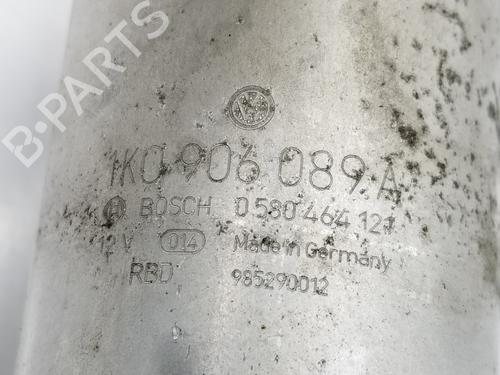 B-PARTS
1K0 906 089 A
BOSCH 0 580 464 121
12 V 014 Made in Germany
RBD 985290012